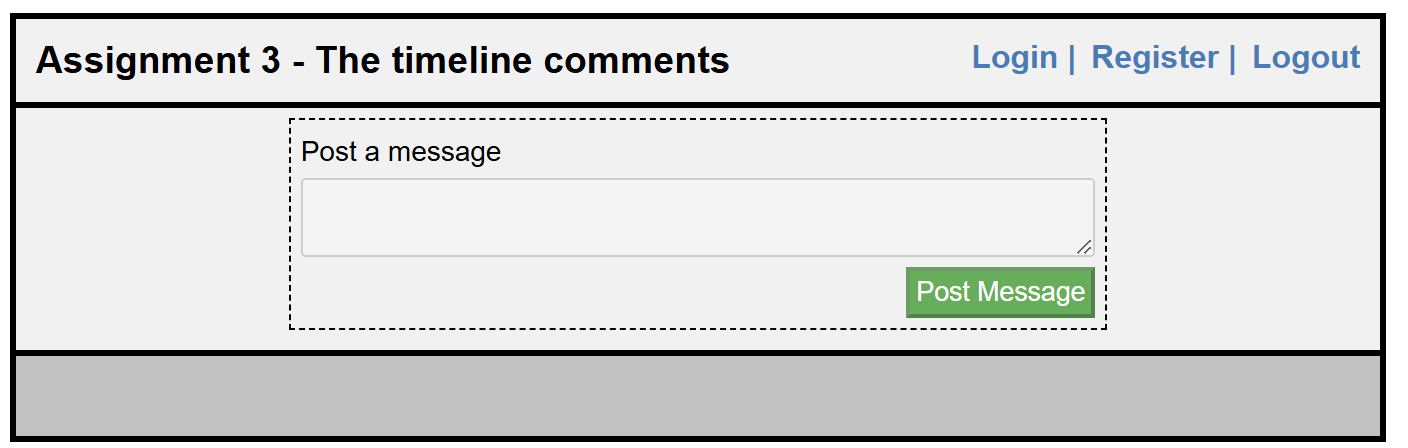 Assignment 3 - The timeline comments
Login | Register | Logout
Post a message
Post Message